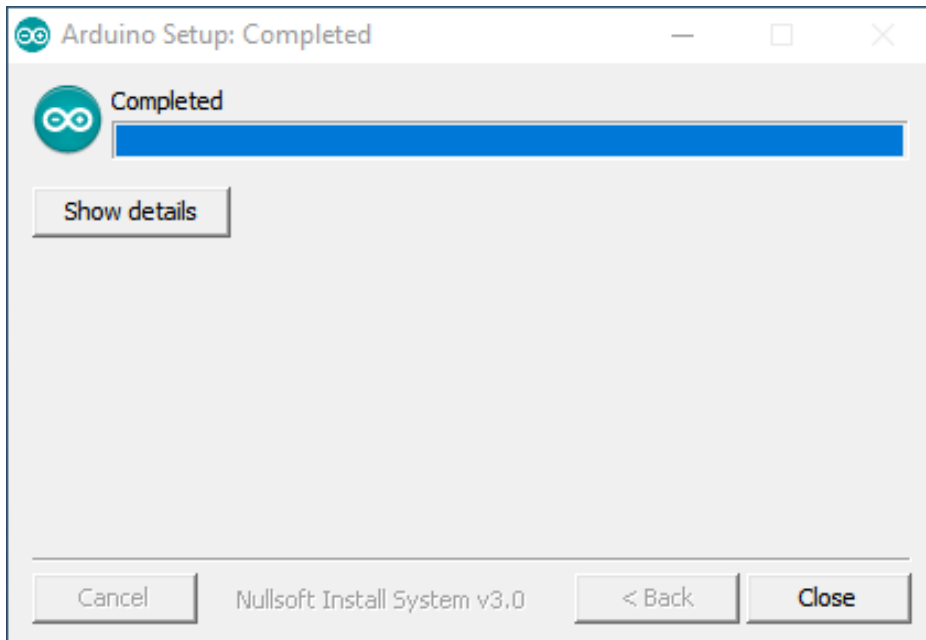 Arduino Setup: Completed
Completed
Show details
Cancel
Nullsoft Install System v3.0
< Back
Close